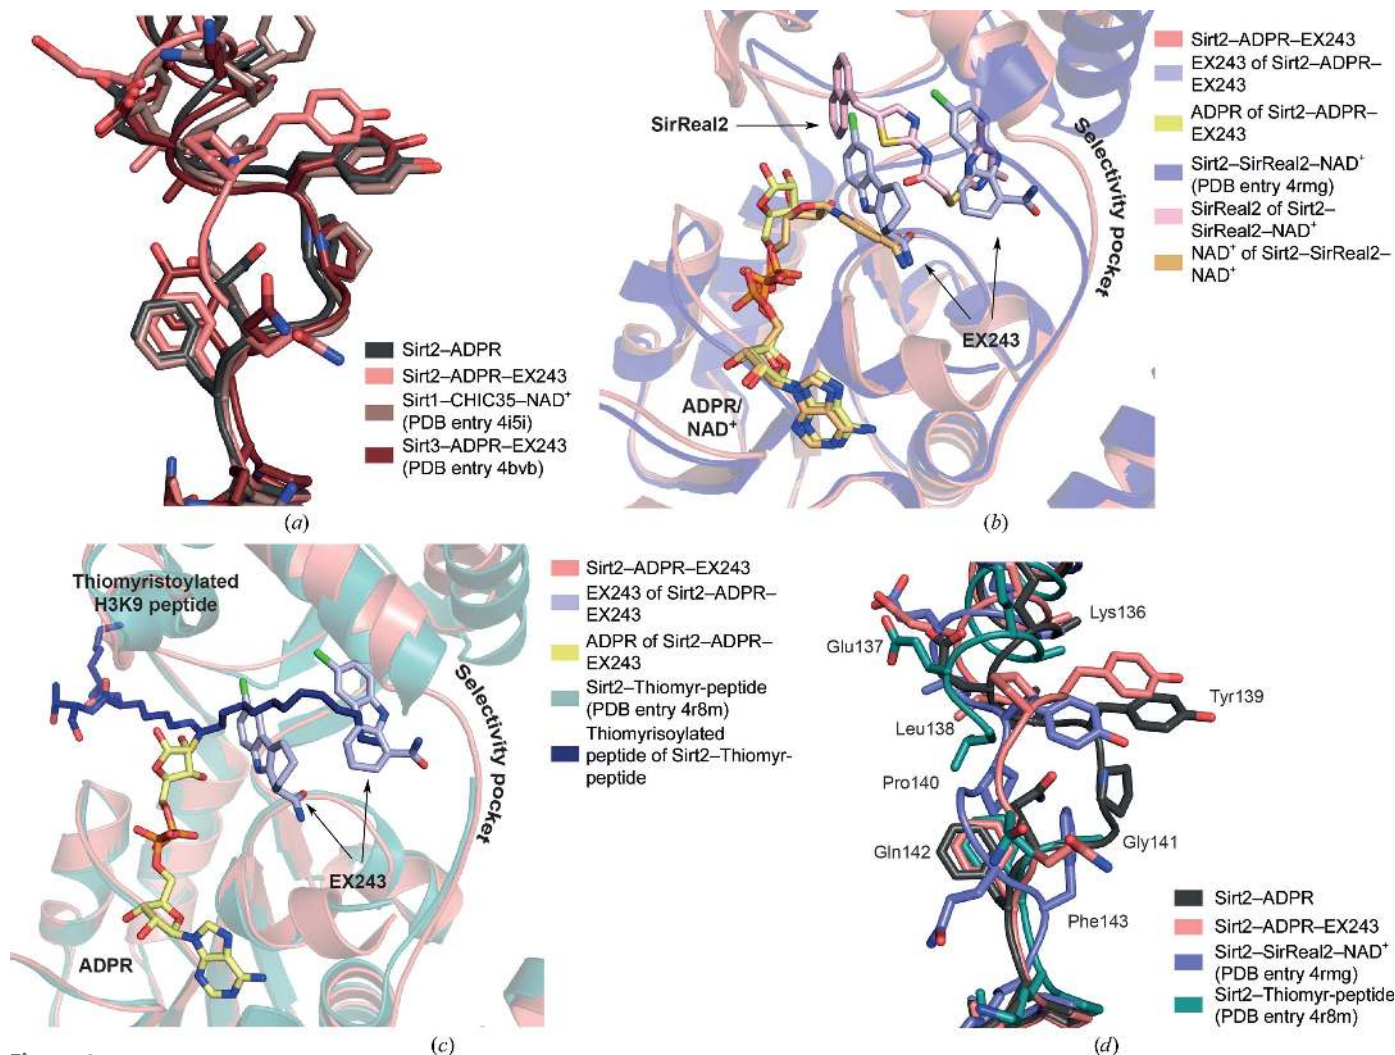 Sirt2–ADPR
Sirt2–ADPR–EX243
Sirt1–CHIC35–NAD⁺
(PDB entry 4i5i)
Sirt3–ADPR–EX243
(PDB entry 4bvb)
(a)
SirReal2
Selectivity pocket
EX243
ADPR/
NAD⁺
Sirt2–ADPR–EX243
EX243 of Sirt2–ADPR–
EX243
ADPR of Sirt2–ADPR–
EX243
Sirt2–SirReal2–NAD⁺
(PDB entry 4rmg)
SirReal2 of Sirt2–
SirReal2–NAD⁺
NAD⁺ of Sirt2–SirReal2–
NAD⁺
(b)
Thiomyristoylated
H3K9 peptide
Selectivity pocket
EX243
ADPR
Sirt2–ADPR–EX243
EX243 of Sirt2–ADPR–
EX243
ADPR of Sirt2–ADPR–
EX243
Sirt2–Thiomyr-peptide
(PDB entry 4r8m)
Thiomyrisoylated
peptide of Sirt2–Thiomyr-
peptide
(c)
Lys136
Glu137
Tyr139
Leu138
Pro140
Gly141
Gln142
Phe143
Sirt2–ADPR
Sirt2–ADPR–EX243
Sirt2–SirReal2–NAD⁺
(PDB entry 4rmg)
Sirt2–Thiomyr-peptide
(PDB entry 4r8m)
(d)